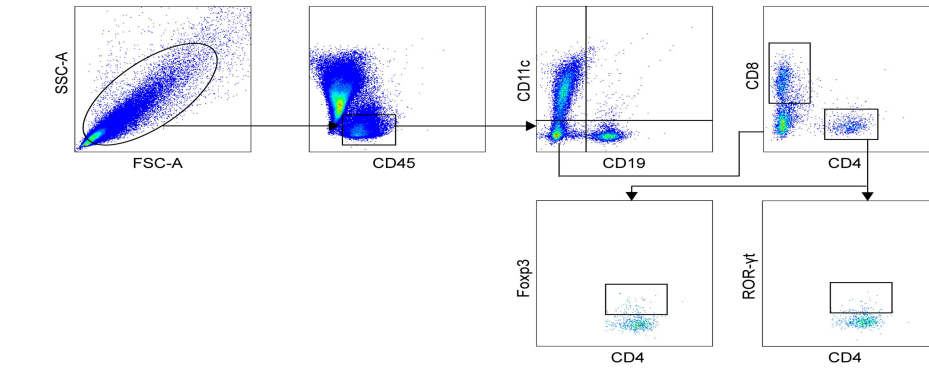 SSC-A
FSC-A
CD45
CD11c
CD19
CD8
CD4
Foxp3
CD4
ROR-γt
CD4